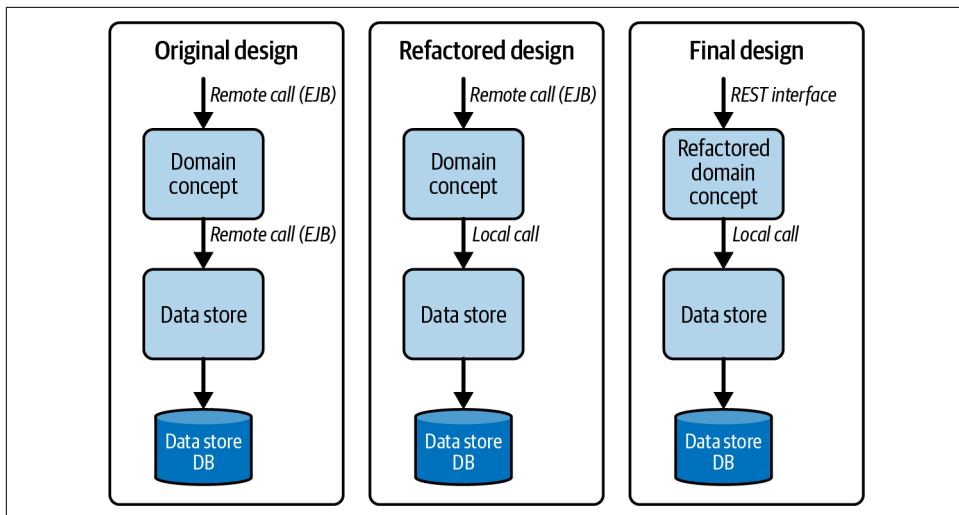 Original design
Remote call (EJB)
Domain
concept
Remote call (EJB)
Data store
Data store
DB
Refactored design
Remote call (EJB)
Domain
concept
Local call
Data store
Data store
DB
Final design
REST interface
Refactored
domain
concept
Local call
Data store
Data store
DB